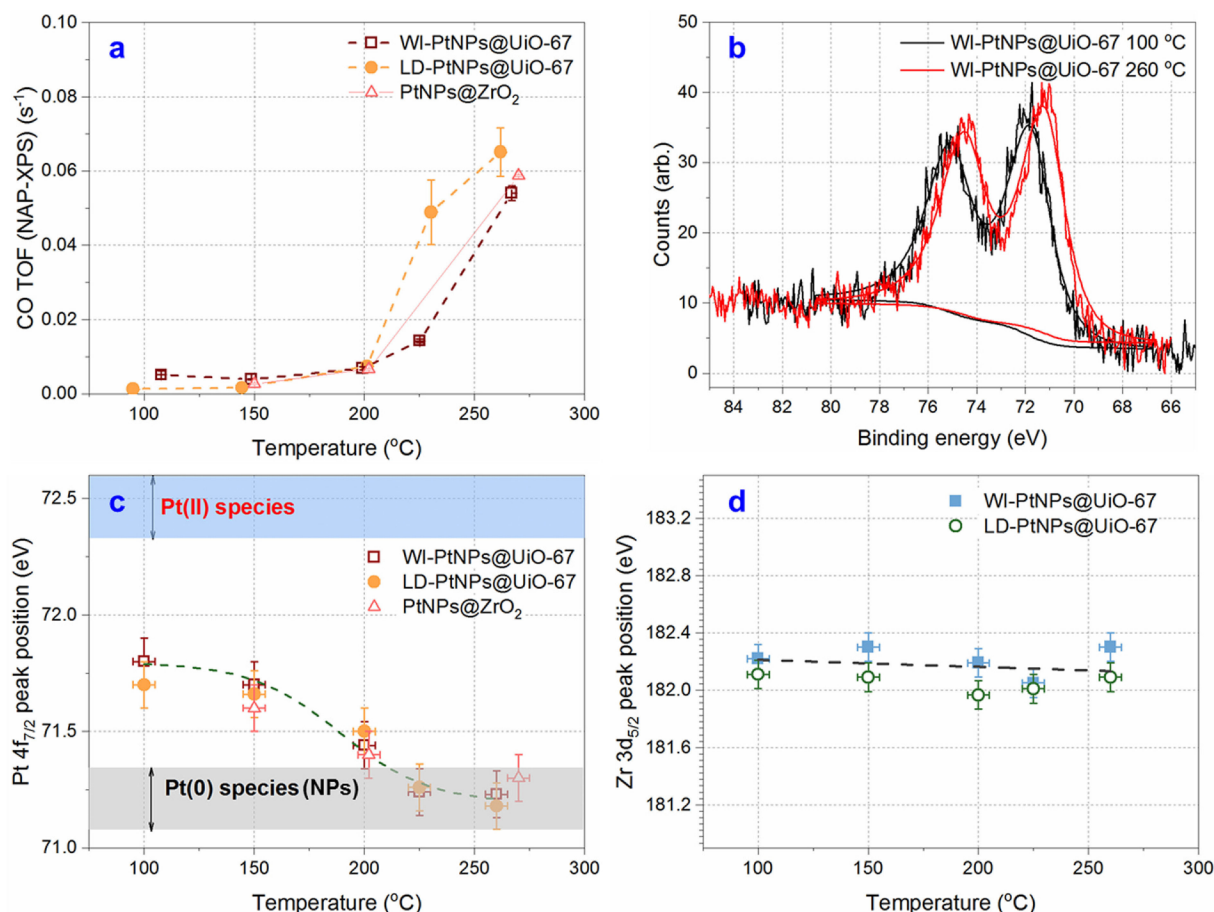 a
WI-PtNPs@UiO-67
LD-PtNPs@UiO-67
PtNPs@ZrO2
CO TOF (NAP-XPS) (s-1)
0.10
0.08
0.06
0.04
0.02
0.00
100 150 200 250 300
Temperature (oC)
b
WI-PtNPs@UiO-67 100 oC
WI-PtNPs@UiO-67 260 oC
Counts (arb.)
50
40
30
20
10
0
84 82 80 78 76 74 72 70 68 66
Binding energy (eV)
c
Pt(II) species
WI-PtNPs@UiO-67
LD-PtNPs@UiO-67
PtNPs@ZrO2
Pt(0) species (NPs)
Pt 4f7/2 peak position (eV)
72.5
72.0
71.5
71.0
100 150 200 250 300
Temperature (oC)
d
WI-PtNPs@UiO-67
LD-PtNPs@UiO-67
Zr 3d5/2 peak position (eV)
183.2
182.8
182.4
182.0
181.6
181.2
100 150 200 250 300
Temperature (oC)